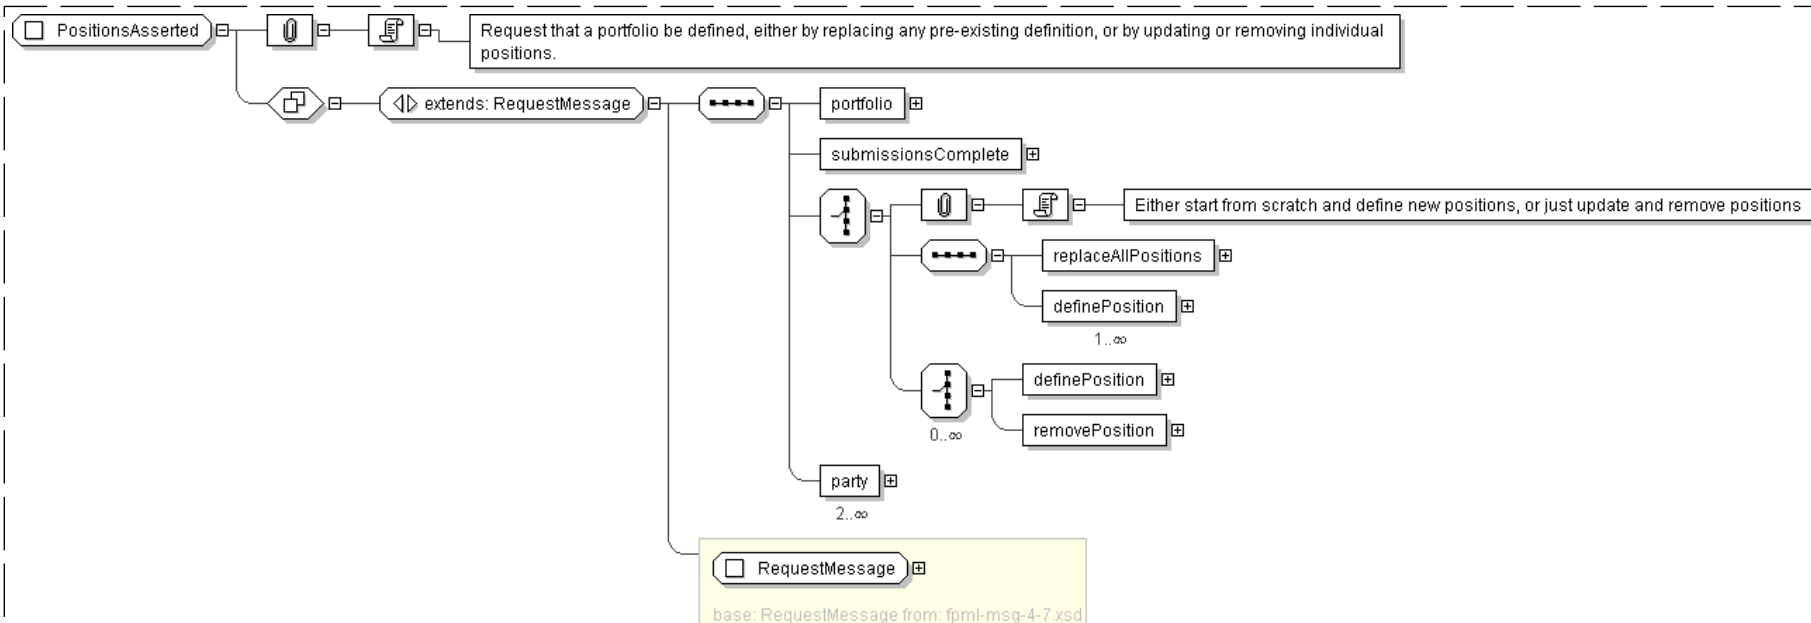 PositionsAsserted
Request that a portfolio be defined, either by replacing any pre-existing definition, or by updating or removing individual
positions.
extends: RequestMessage
portfolio
submissionsComplete
Either start from scratch and define new positions, or just update and remove positions
replaceAllPositions
definePosition
1..∞
definePosition
0..∞
removePosition
party
2..∞
RequestMessage
base: RequestMessage from: fpml-msg-4-7.xsd